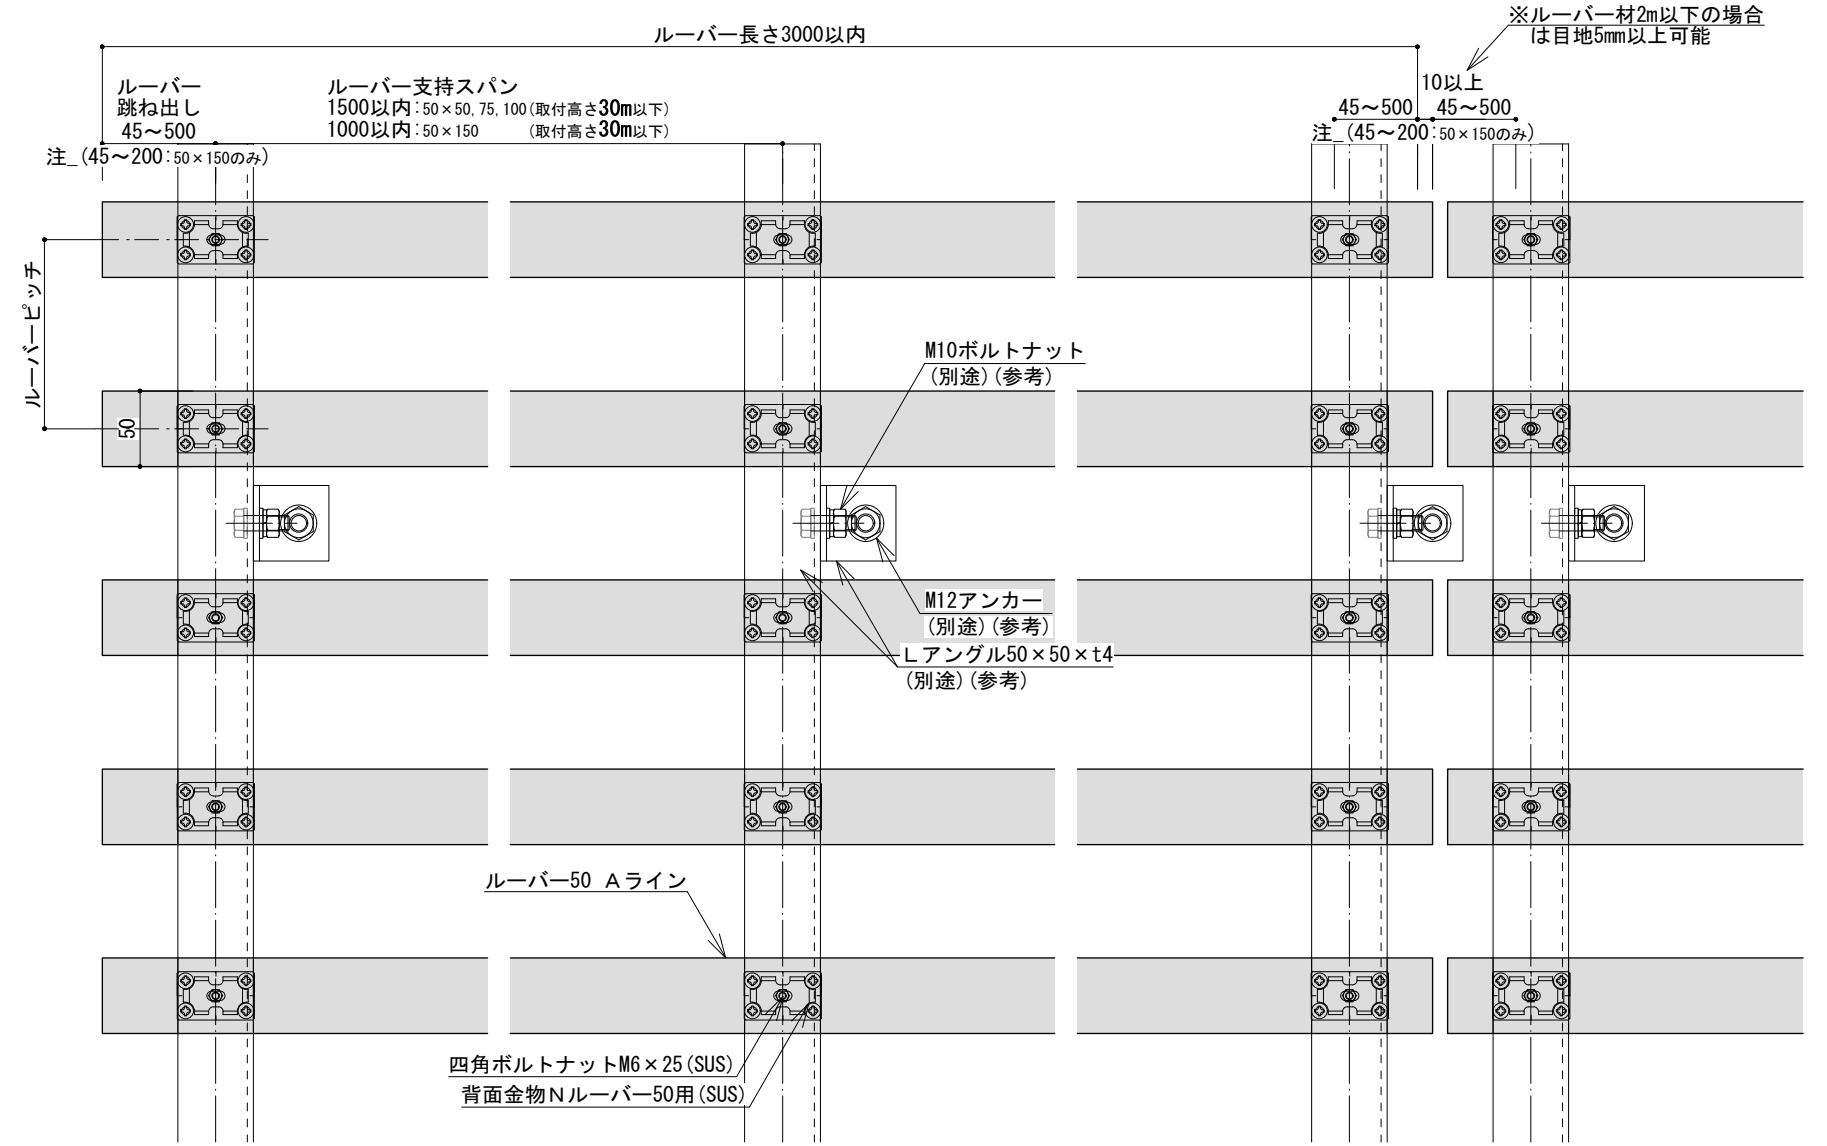 ルーバー長さ3000以内
※ルーバー材2m以下の場合
は目地5mm以上可能
ルーバー
跳ね出し
45～500
注_(45～200:50×150のみ)
ルーバー支持スパン
1500以内:50×50,75,100(取付高さ30m以下)
1000以内:50×150 (取付高さ30m以下)
10以上
45～500 45～500
注_(45～200:50×150のみ)
ルーバーピッチ
50
M10ボルトナット
(別途)(参考)
M12アンカー
(別途)(参考)
Lアングル50×50×t4
(別途)(参考)
ルーバー50 Aライン
四角ボルトナットM6×25(SUS)
背面金物Nルーバー50用(SUS)